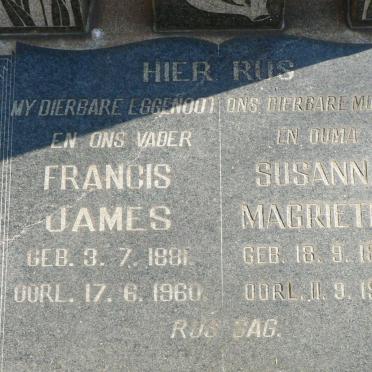 HIER RUS
MY DIERBARE EGGENOOT
EN ONS VADER
FRANCIS
JAMES
GEB. 3. 7. 1881.
OORL. 17. 6. 1960.
ONS DIERBARE
EN OUMA
SUSANN
MAGRIET
GEB. 18. 9.
OORL. 11. 9.
RUS SAG.